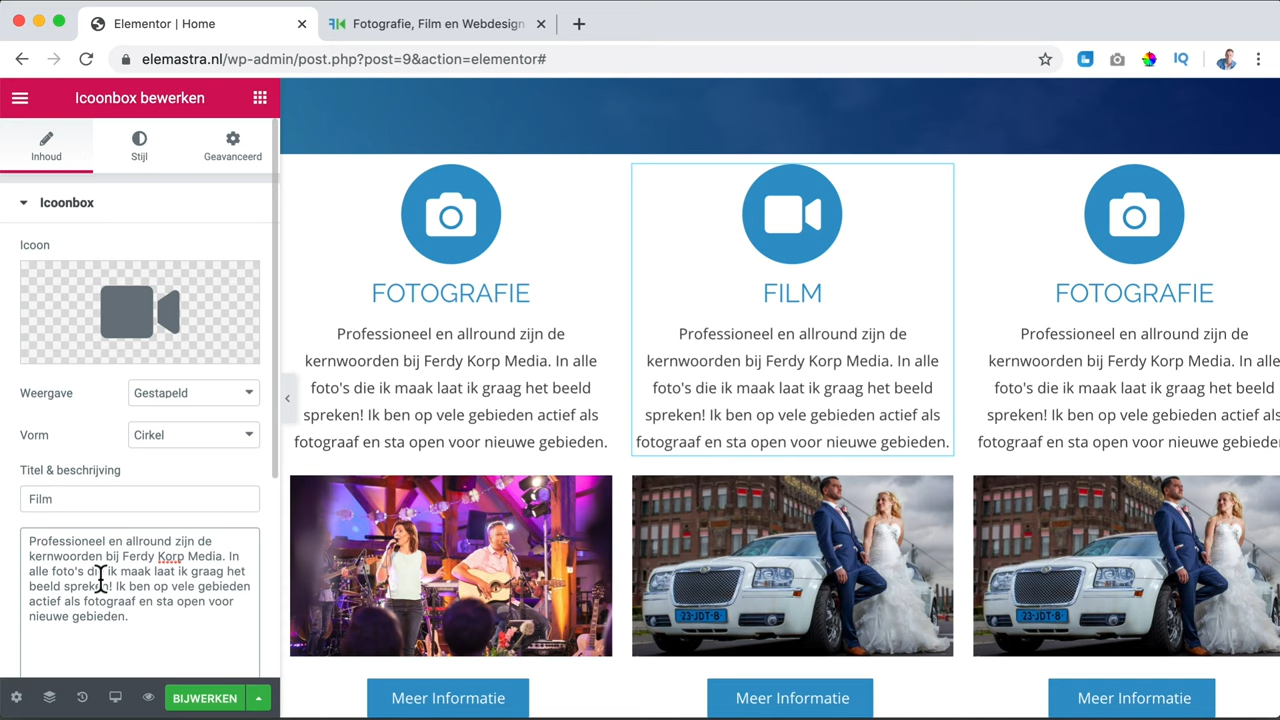 Elementor | Home
Fotografie, Film en Webdesign
elemastra.nl/wp-admin/post.php?post=9&action=elementor#
IQ
Icoonbox bewerken
Inhoud
Stijl
Geavanceerd
Icoonbox
Icoon
Weergave
Gestapeld
Vorm
Cirkel
Titel & beschrijving
Film
Professioneel en allround zijn de
kernwoorden bij Ferdy Korp Media. In
alle foto's die ik maak laat ik graag het
beeld spreken! Ik ben op vele gebieden
actief als fotograaf en sta open voor
nieuwe gebieden.
BIJWERKEN
FOTOGRAFIE
Professioneel en allround zijn de
kernwoorden bij Ferdy Korp Media. In alle
foto's die ik maak laat ik graag het beeld
spreken! Ik ben op vele gebieden actief als
fotograaf en sta open voor nieuwe gebieden.
Meer Informatie
FILM
Professioneel en allround zijn de
kernwoorden bij Ferdy Korp Media. In alle
foto's die ik maak laat ik graag het beeld
spreken! Ik ben op vele gebieden actief als
fotograaf en sta open voor nieuwe gebieden.
23-JDT-8
Meer Informatie
FOTOGRAFIE
Professioneel en allround zijn de
kernwoorden bij Ferdy Korp Media. In alle
foto's die ik maak laat ik graag het beeld
spreken! Ik ben op vele gebieden actief als
fotograaf en sta open voor nieuwe gebieden.
23-JDT-8
Meer Informatie